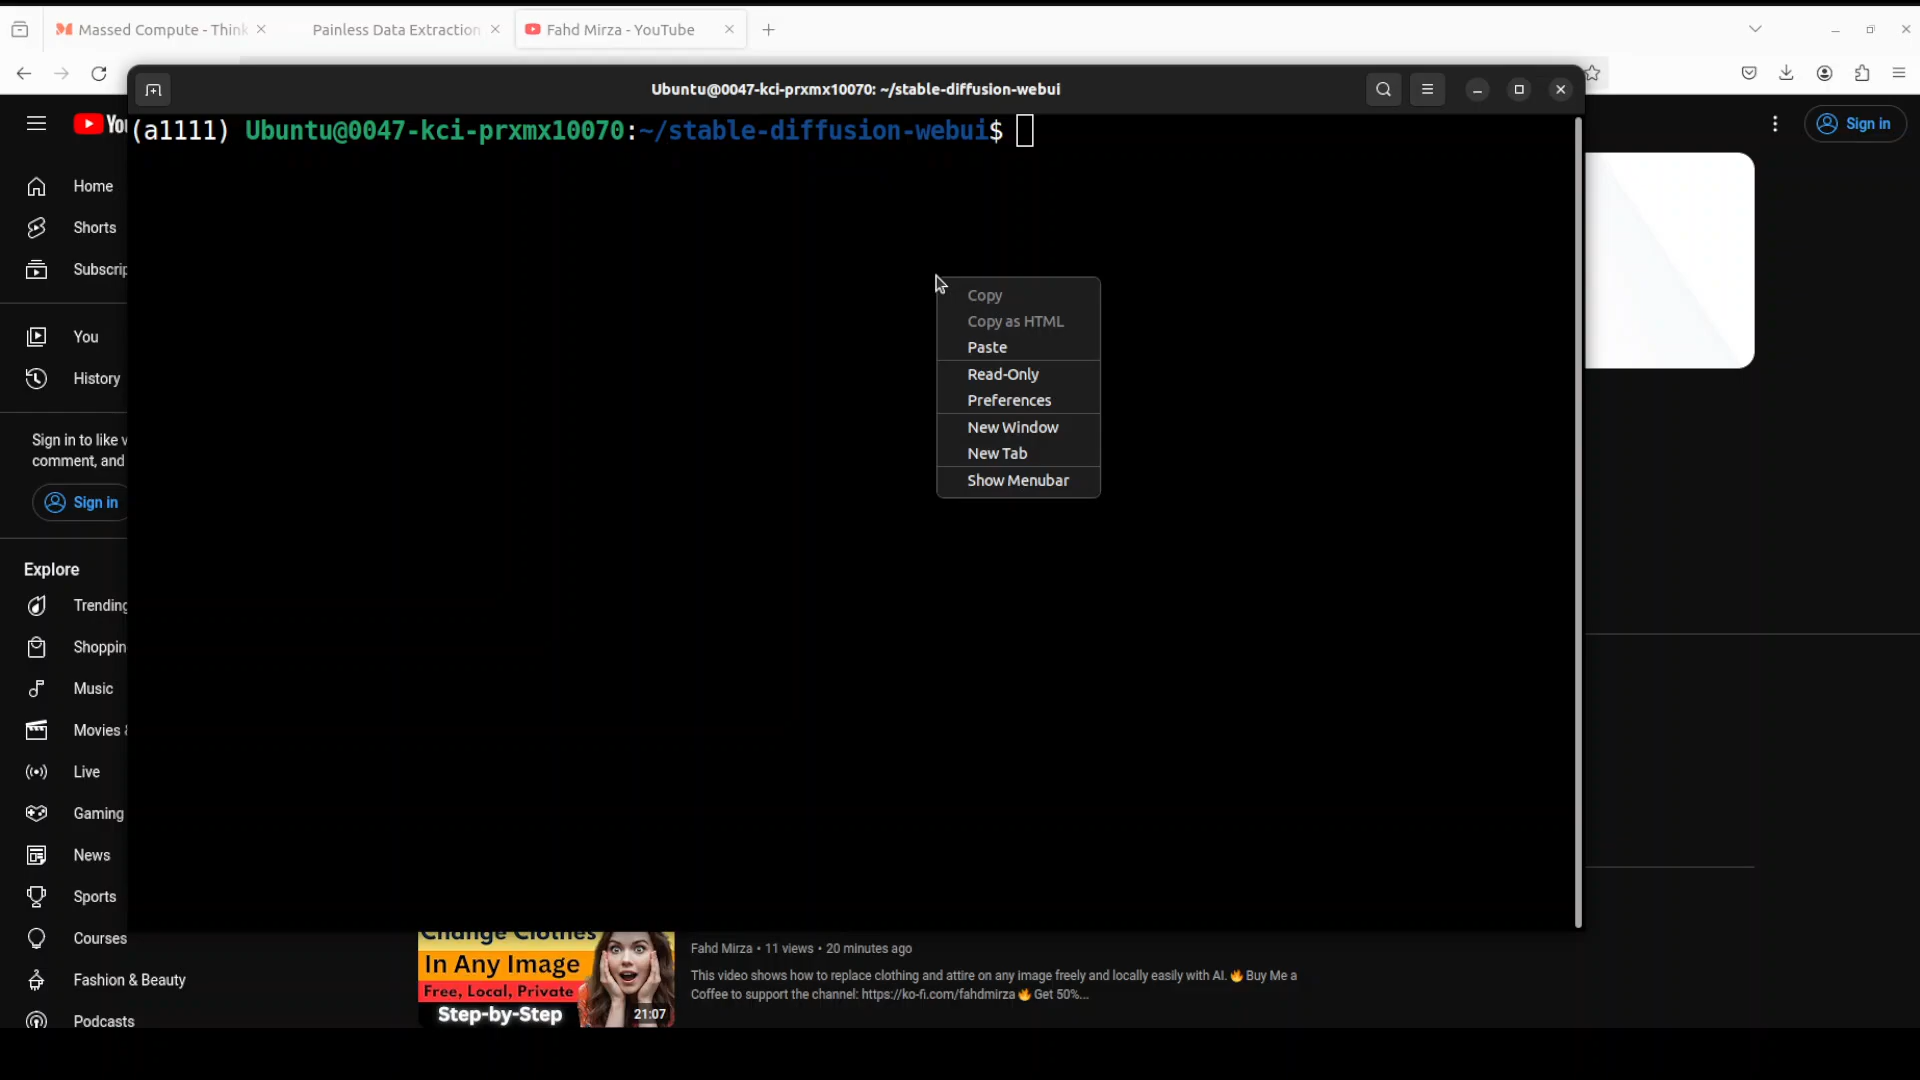 Massed Compute - Think
Painless Data Extraction
Fahd Mirza - YouTube
Ubuntu@0047-kci-prxmx10070: ~/stable-diffusion-webui
(a1111) Ubuntu@0047-kci-prxmx10070:~/stable-diffusion-webui$
Sign in
Home
Shorts
Subscrip
You
History
Sign in to like v
comment, and
Sign in
Explore
Trending
Shoppin
Music
Movies &
Live
Gaming
News
Sports
Courses
Fashion & Beauty
Podcasts
Copy
Copy as HTML
Paste
Read-Only
Preferences
New Window
New Tab
Show Menubar
Change Clothes
In Any Image
Free, Local, Private
Step-by-Step
21:07
Fahd Mirza • 11 views • 20 minutes ago
This video shows how to replace clothing and attire on any image freely and locally easily with AI. 🔥Buy Me a
Coffee to support the channel: https://ko-fi.com/fahdmirza🔥Get 50%...